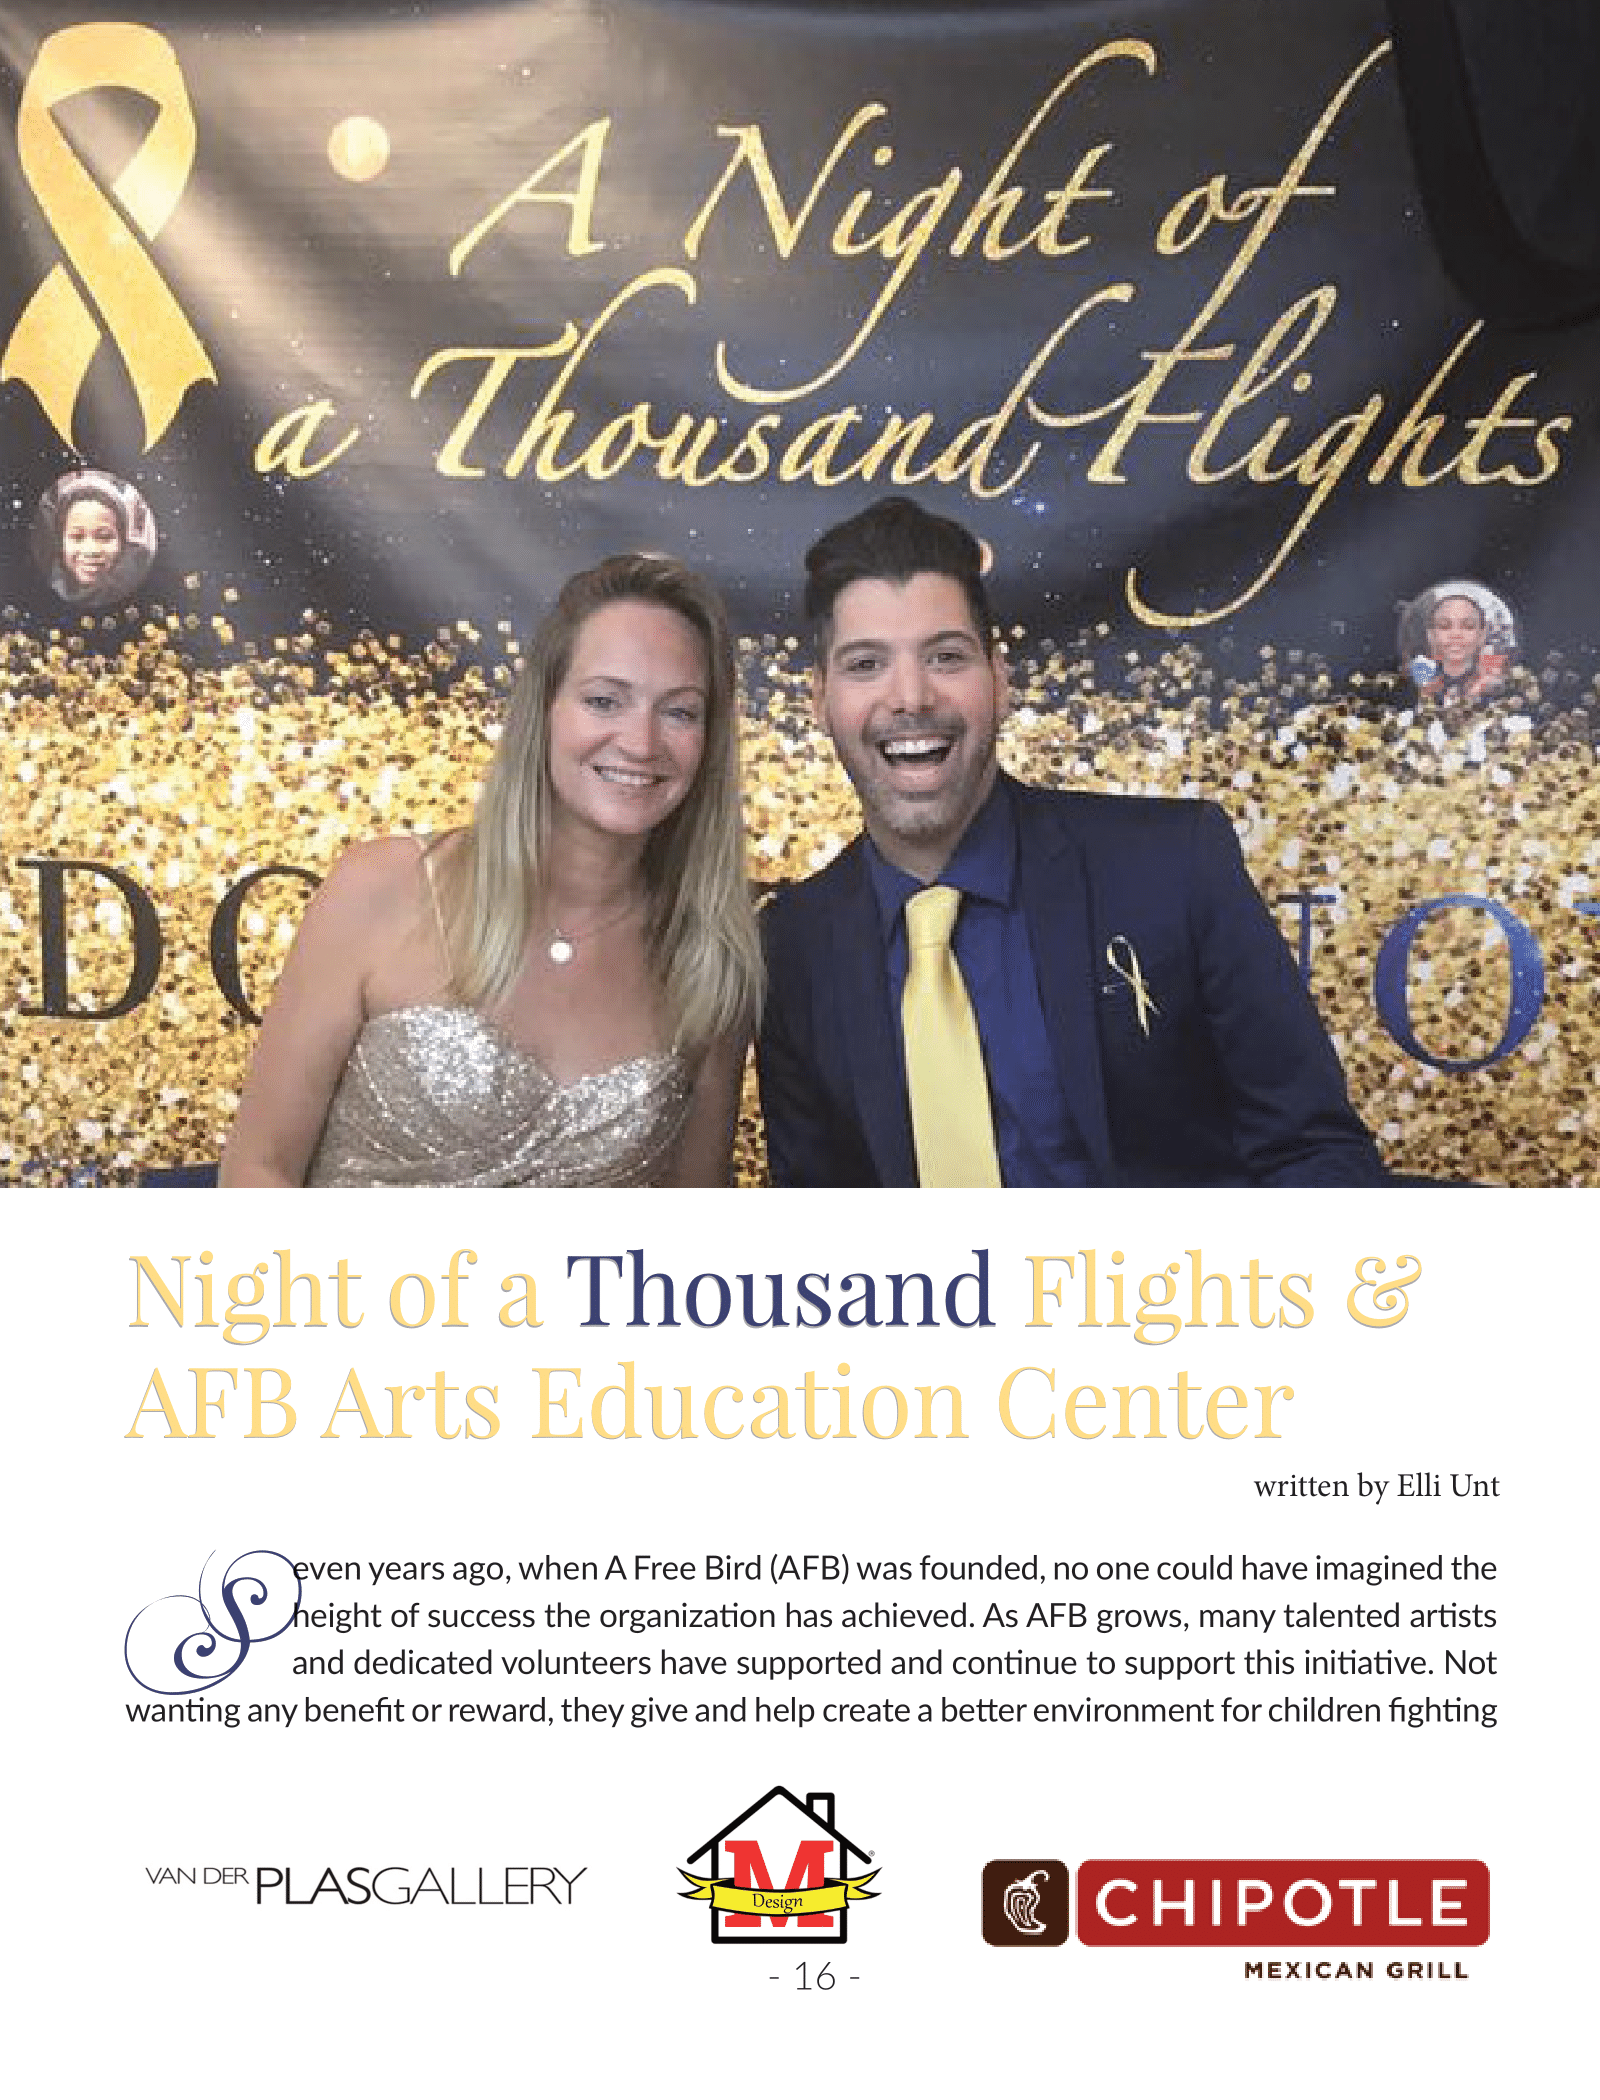 A Night of
a Thousand Flights
DO
IOT
Night of a Thousand Flights &
AFB Arts Education Center
written by Elli Unt
Seven years ago, when A Free Bird (AFB) was founded, no one could have imagined the
height of success the organization has achieved. As AFB grows, many talented artists
and dedicated volunteers have supported and continue to support this initiative. Not
wanting any benefit or reward, they give and help create a better environment for children fighting
VAN DER PLASGALLERY
M
Design
®
CHIPOTLE
MEXICAN GRILL
- 16 -